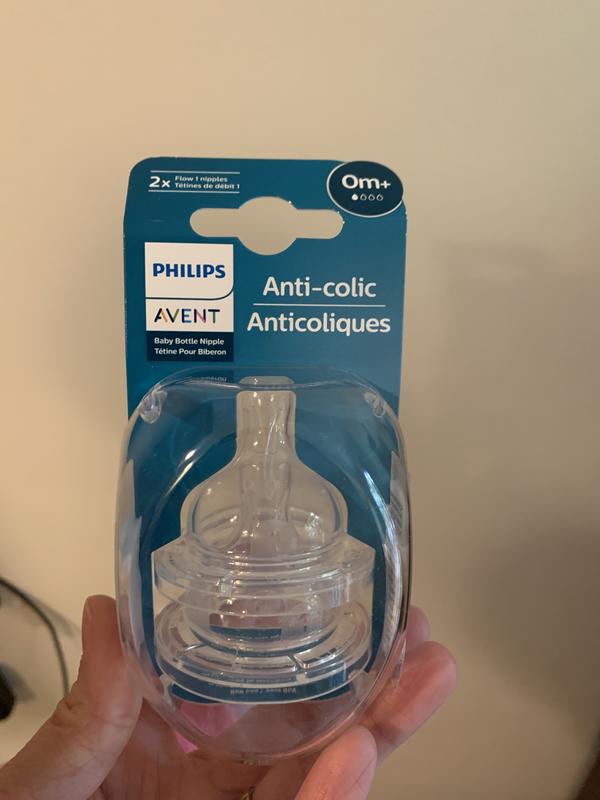 2x
Flow 1 nipples
Tétines de débit 1
0m+
PHILIPS
AVENT
Baby Bottle Nipple
Tétine Pour Biberon
Anti-colic
Anticoliques